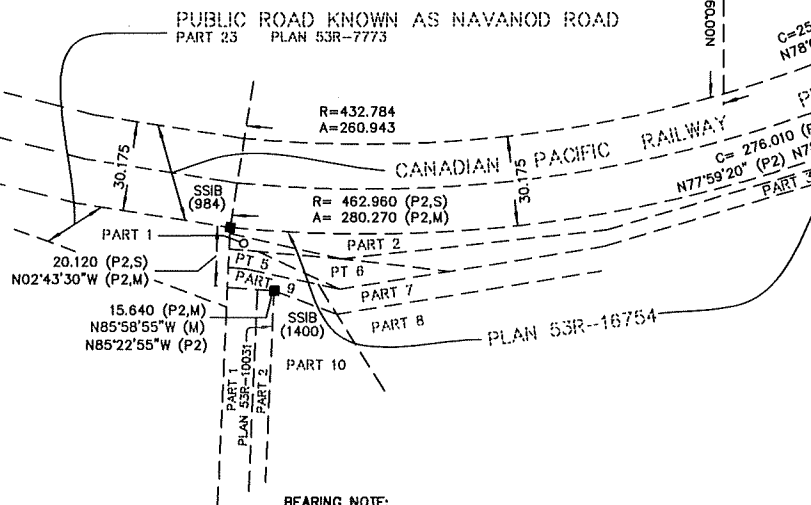 PUBLIC ROAD KNOWN AS NAVANOD ROAD
PART 23 PLAN 53R-7773
60.00N
N78°
R=432.784
A=260.943
30.175
CANADIAN PACIFIC RAILWAY
30.175
C= 276.010
N77°59'20" (P2)
PART 3
SSIB
(984)
R= 462.960 (P2,S)
A= 280.270 (P2,M)
PART 1
PART 2
20.120 (P2,S)
N02°43'30"W (P2,M)
PT 5
PT 6
PART 9
PART 7
15.640 (P2,M)
N85°58'55"W (M)
N85°22'55"W (P2)
SSIB
(1400)
PART 8
PLAN 53R-16754
PART 10
PART 1
PLAN 53R-10031
PART 2
BEARING NOTE: